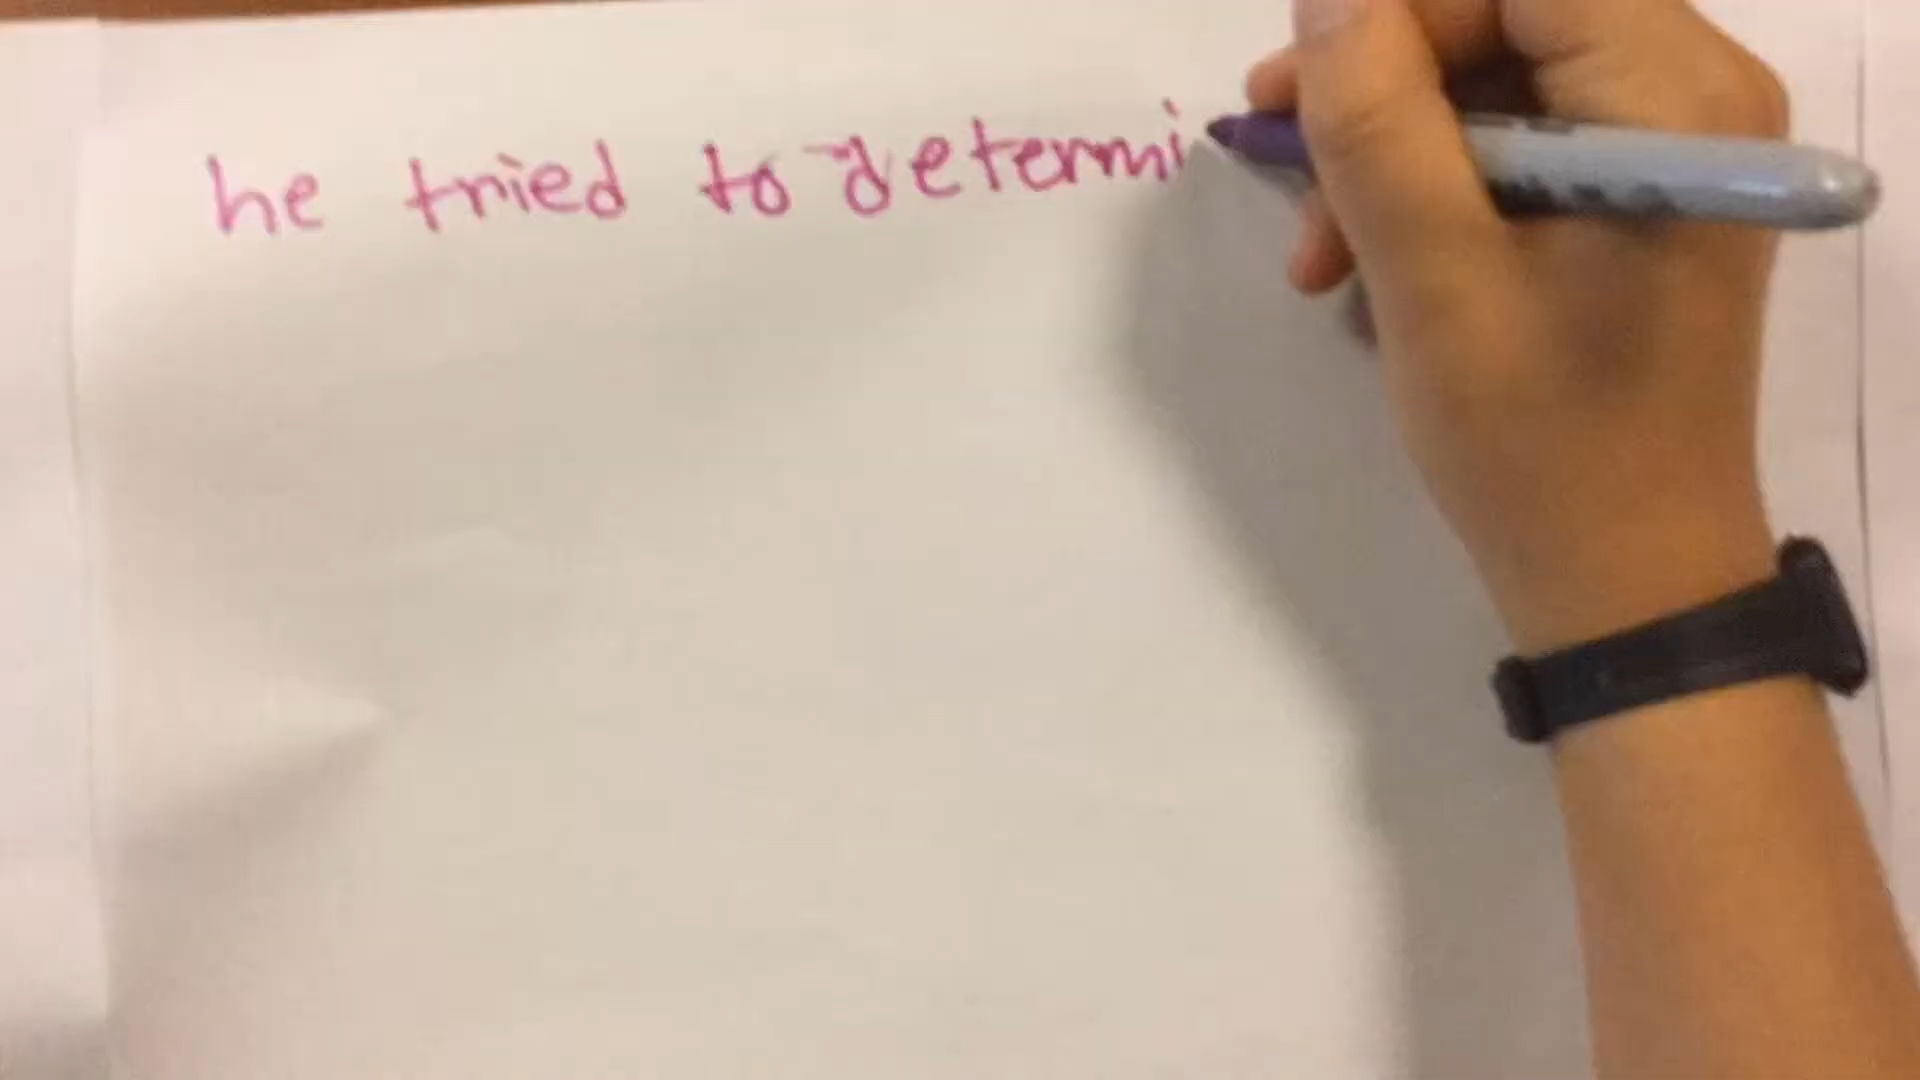 he tried to determi